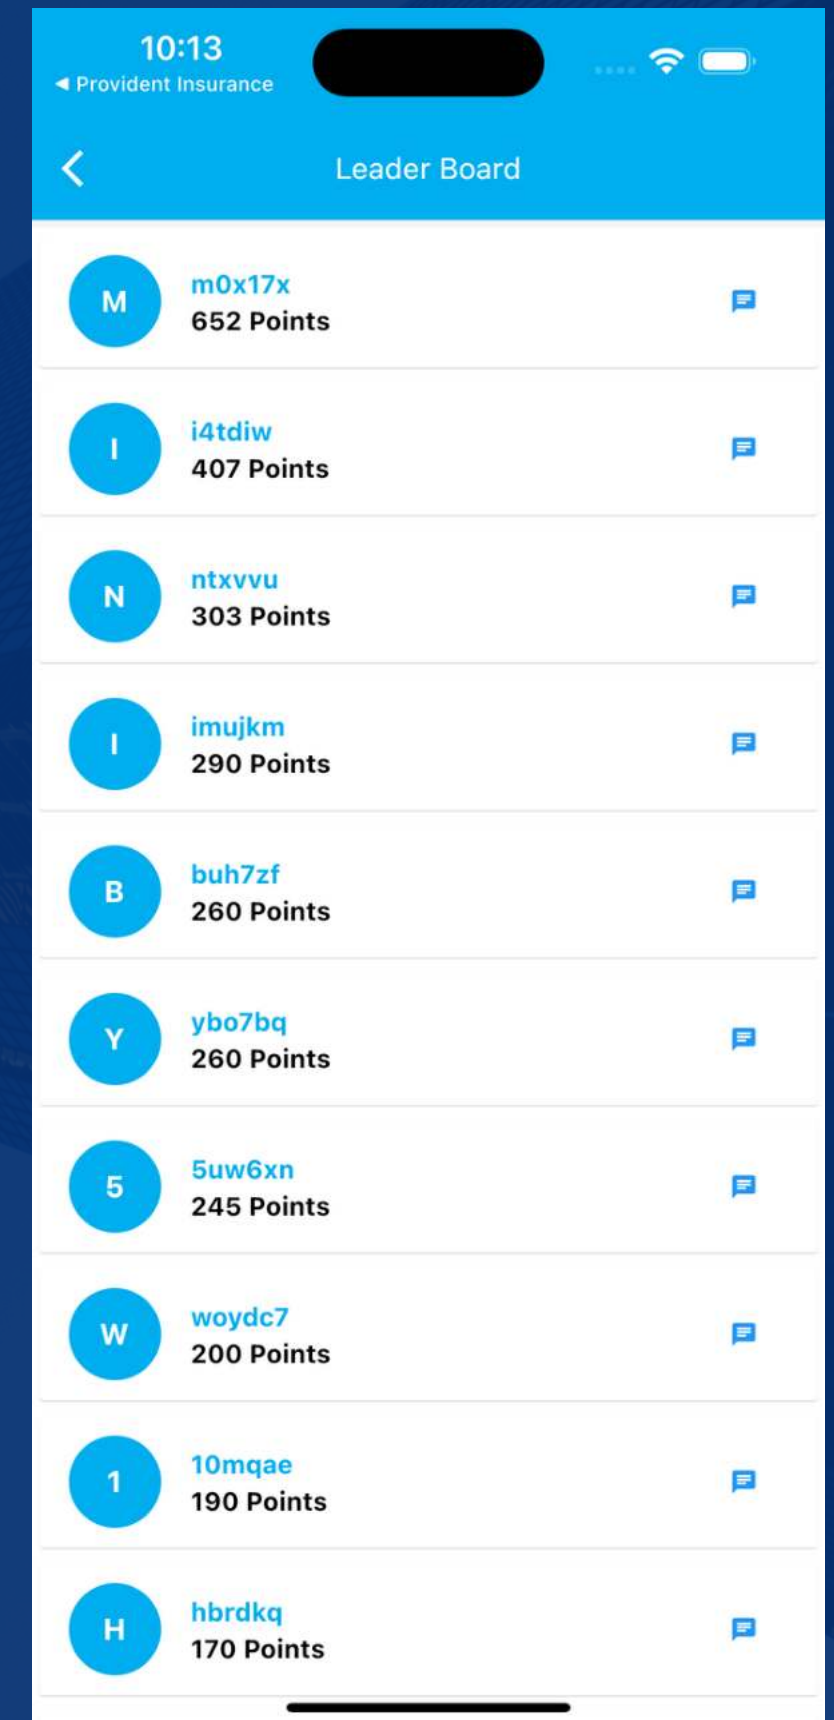 10:13
◀ Provident Insurance
Leader Board
M
m0x17x
652 Points
I
i4tdiw
407 Points
N
ntxvvu
303 Points
I
imujkm
290 Points
B
buh7zf
260 Points
Y
ybo7bq
260 Points
5
5uw6xn
245 Points
W
woydc7
200 Points
1
10mqae
190 Points
H
hbrdkq
170 Points